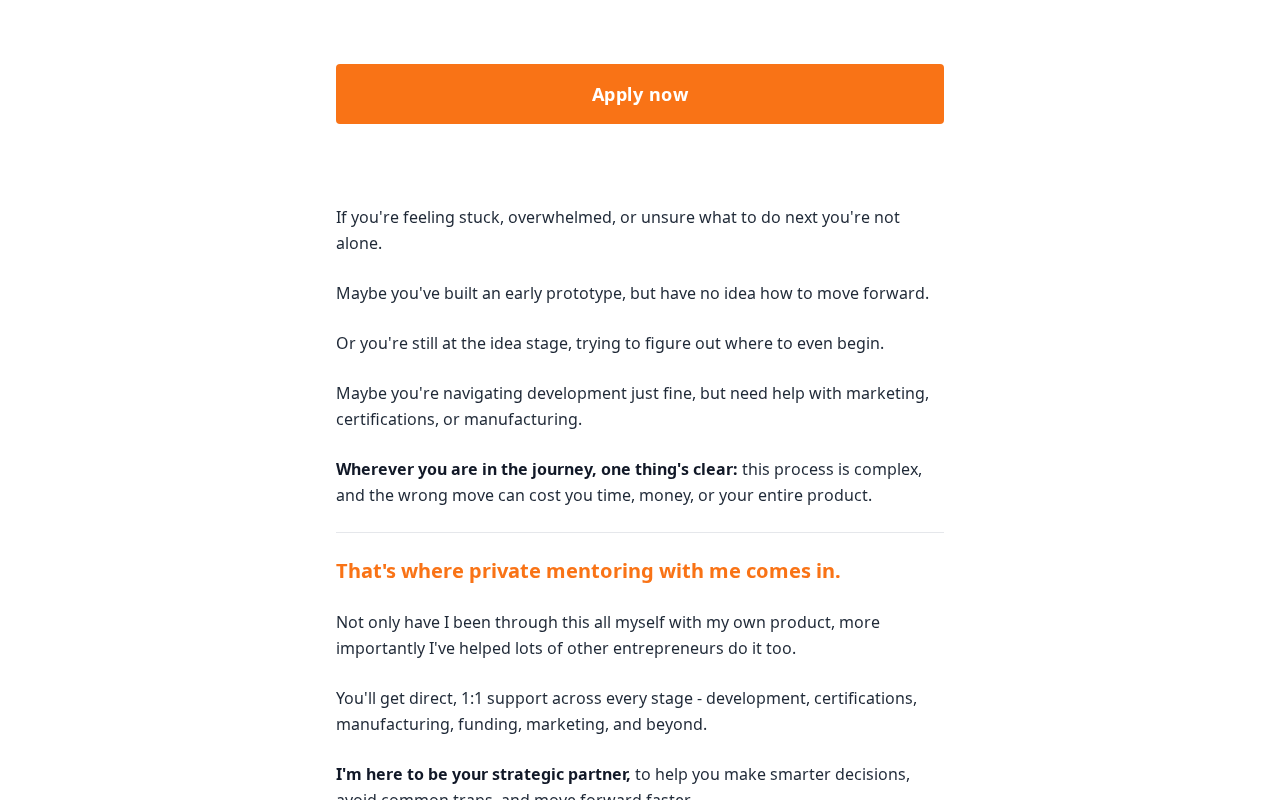 Apply now
If you're feeling stuck, overwhelmed, or unsure what to do next you're not
alone.
Maybe you've built an early prototype, but have no idea how to move forward.
Or you're still at the idea stage, trying to figure out where to even begin.
Maybe you're navigating development just fine, but need help with marketing,
certifications, or manufacturing.
Wherever you are in the journey, one thing's clear: this process is complex,
and the wrong move can cost you time, money, or your entire product.
That's where private mentoring with me comes in.
Not only have I been through this all myself with my own product, more
importantly I've helped lots of other entrepreneurs do it too.
You'll get direct, 1:1 support across every stage - development, certifications,
manufacturing, funding, marketing, and beyond.
I'm here to be your strategic partner, to help you make smarter decisions,
avoid common traps, and move forward faster.